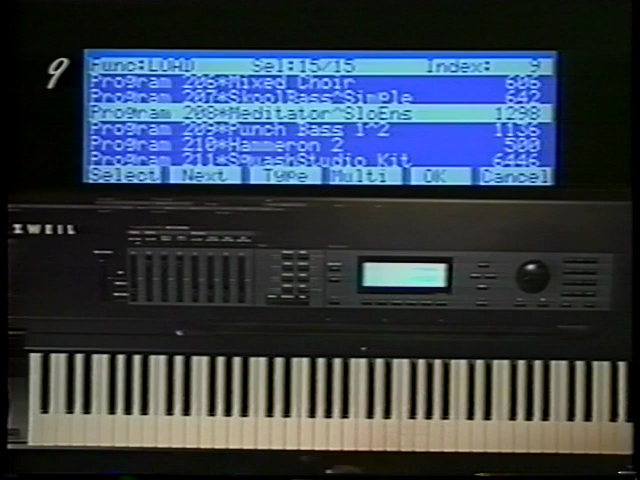 9
Func:LOAD Sel:15/15 Index: 9
Program 206*Mixed Choir 606
Program 207*SkoolBass^Simple 642
Program 208*Meditator^SloEns 1298
Program 209*Punch Bass 1^2 1136
Program 210*Hammeron 2 500
Program 211*SquashStudio Kit 6446
Select Next Type Multi OK Cancel
ZWEIL